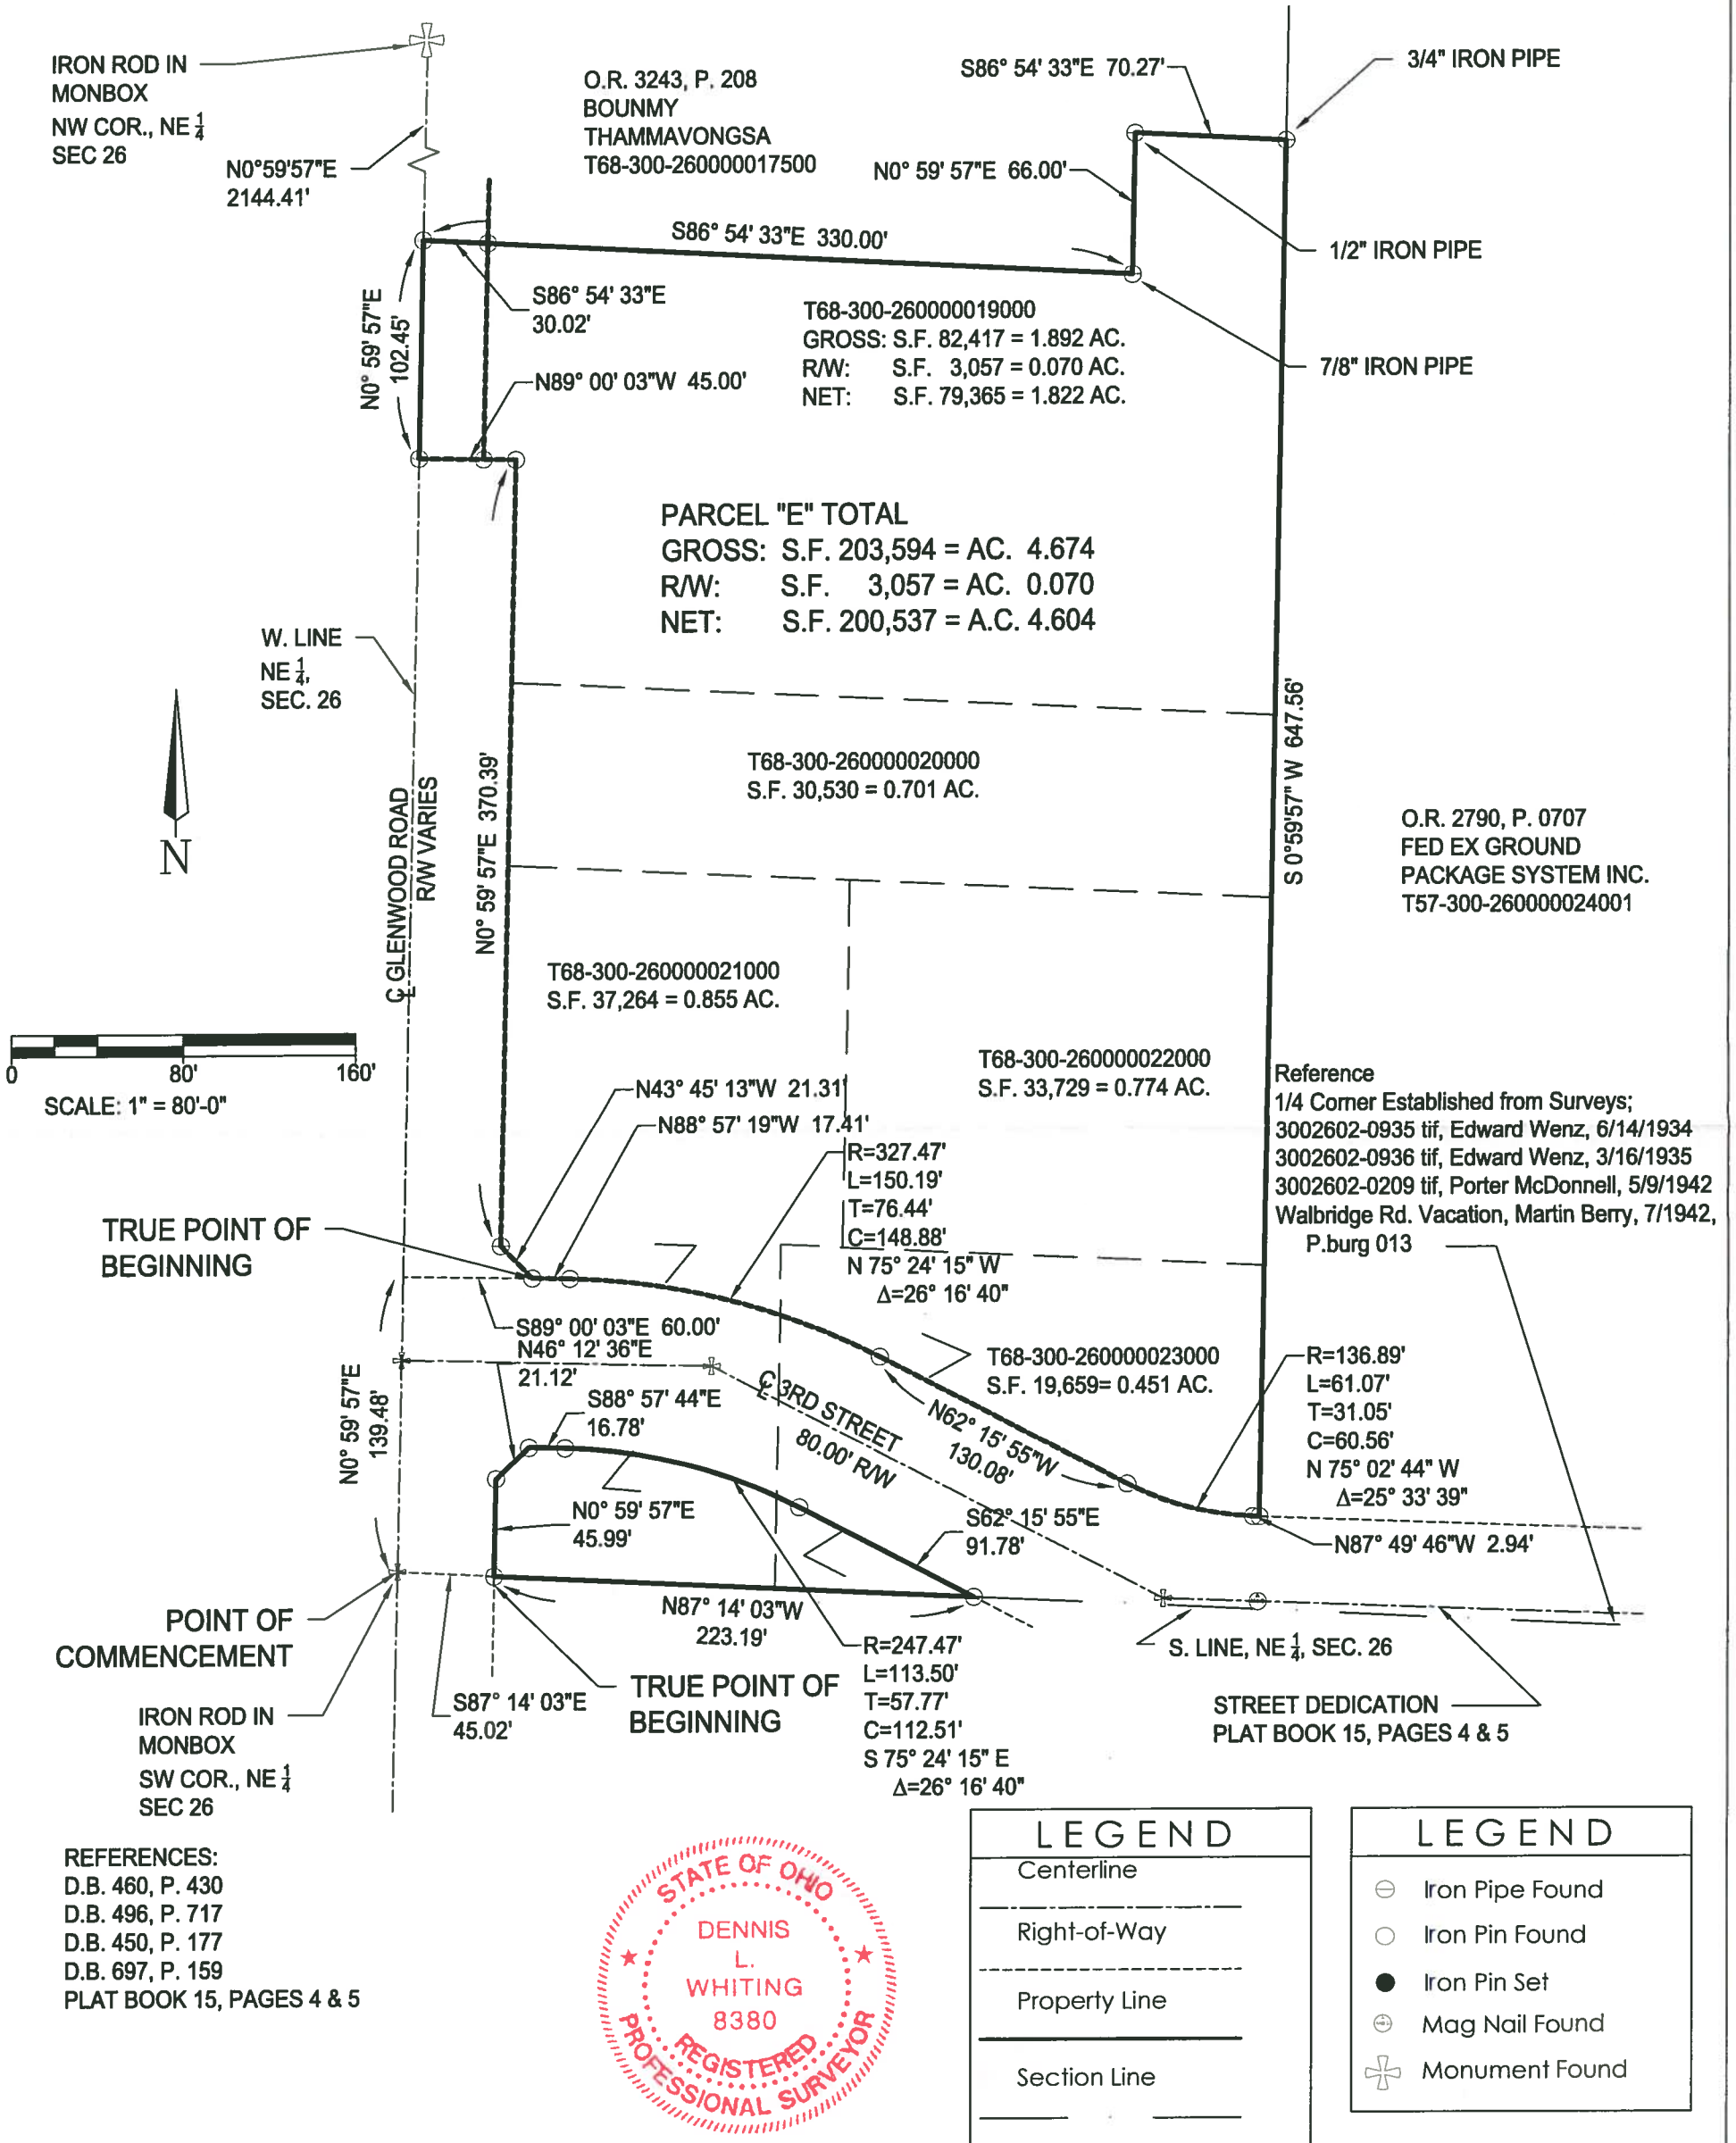 IRON ROD IN
MONBOX
NW COR., NE 1/4
SEC 26
N0°59'57"E
2144.41'
O.R. 3243, P. 208
BOUNMY
THAMMAVONGSA
T68-300-260000017500
S86° 54' 33"E 70.27'
3/4" IRON PIPE
N0° 59' 57"E 66.00'
1/2" IRON PIPE
7/8" IRON PIPE
S86° 54' 33"E 330.00'
S86° 54' 33"E
30.02'
N0° 59' 57"E
102.45'
N89° 00' 03"W 45.00'
T68-300-260000019000
GROSS: S.F. 82,417 = 1.892 AC.
R/W: S.F. 3,057 = 0.070 AC.
NET: S.F. 79,365 = 1.822 AC.
PARCEL "E" TOTAL
GROSS: S.F. 203,594 = AC. 4.674
R/W: S.F. 3,057 = AC. 0.070
NET: S.F. 200,537 = A.C. 4.604
W. LINE
NE 1/4,
SEC. 26
N
℄ GLENWOOD ROAD
R/W VARIES
N0° 59' 57"E 370.39'
T68-300-260000020000
S.F. 30,530 = 0.701 AC.
S 0°59'57" W 647.56'
O.R. 2790, P. 0707
FED EX GROUND
PACKAGE SYSTEM INC.
T57-300-260000024001
T68-300-260000021000
S.F. 37,264 = 0.855 AC.
T68-300-260000022000
S.F. 33,729 = 0.774 AC.
0 80' 160'
SCALE: 1" = 80'-0"
N43° 45' 13"W 21.31'
N88° 57' 19"W 17.41'
R=327.47'
L=150.19'
T=76.44'
C=148.88'
N 75° 24' 15" W
Δ=26° 16' 40"
Reference
1/4 Corner Established from Surveys;
3002602-0935 tif, Edward Wenz, 6/14/1934
3002602-0936 tif, Edward Wenz, 3/16/1935
3002602-0209 tif, Porter McDonnell, 5/9/1942
Walbridge Rd. Vacation, Martin Berry, 7/1942,
P.burg 013
TRUE POINT OF
BEGINNING
S89° 00' 03"E 60.00'
N46° 12' 36"E
21.12'
S88° 57' 44"E
16.78'
N0° 59' 57"E
139.48'
℄ 3RD STREET
80.00' R/W
N62° 15' 55"W
130.08'
T68-300-260000023000
S.F. 19,659= 0.451 AC.
R=136.89'
L=61.07'
T=31.05'
C=60.56'
N 75° 02' 44" W
Δ=25° 33' 39"
N87° 49' 46"W 2.94'
N0° 59' 57"E
45.99'
S62° 15' 55"E
91.78'
N87° 14' 03"W
223.19'
POINT OF
COMMENCEMENT
S87° 14' 03"E
45.02'
TRUE POINT OF
BEGINNING
R=247.47'
L=113.50'
T=57.77'
C=112.51'
S 75° 24' 15" E
Δ=26° 16' 40"
S. LINE, NE 1/4, SEC. 26
STREET DEDICATION
PLAT BOOK 15, PAGES 4 & 5
IRON ROD IN
MONBOX
SW COR., NE 1/4
SEC 26
REFERENCES:
D.B. 460, P. 430
D.B. 496, P. 717
D.B. 450, P. 177
D.B. 697, P. 159
PLAT BOOK 15, PAGES 4 & 5
STATE OF OHIO
DENNIS
L.
WHITING
8380
REGISTERED
PROFESSIONAL SURVEYOR
LEGEND
Centerline
Right-of-Way
Property Line
Section Line
LEGEND
Iron Pipe Found
Iron Pin Found
Iron Pin Set
Mag Nail Found
Monument Found